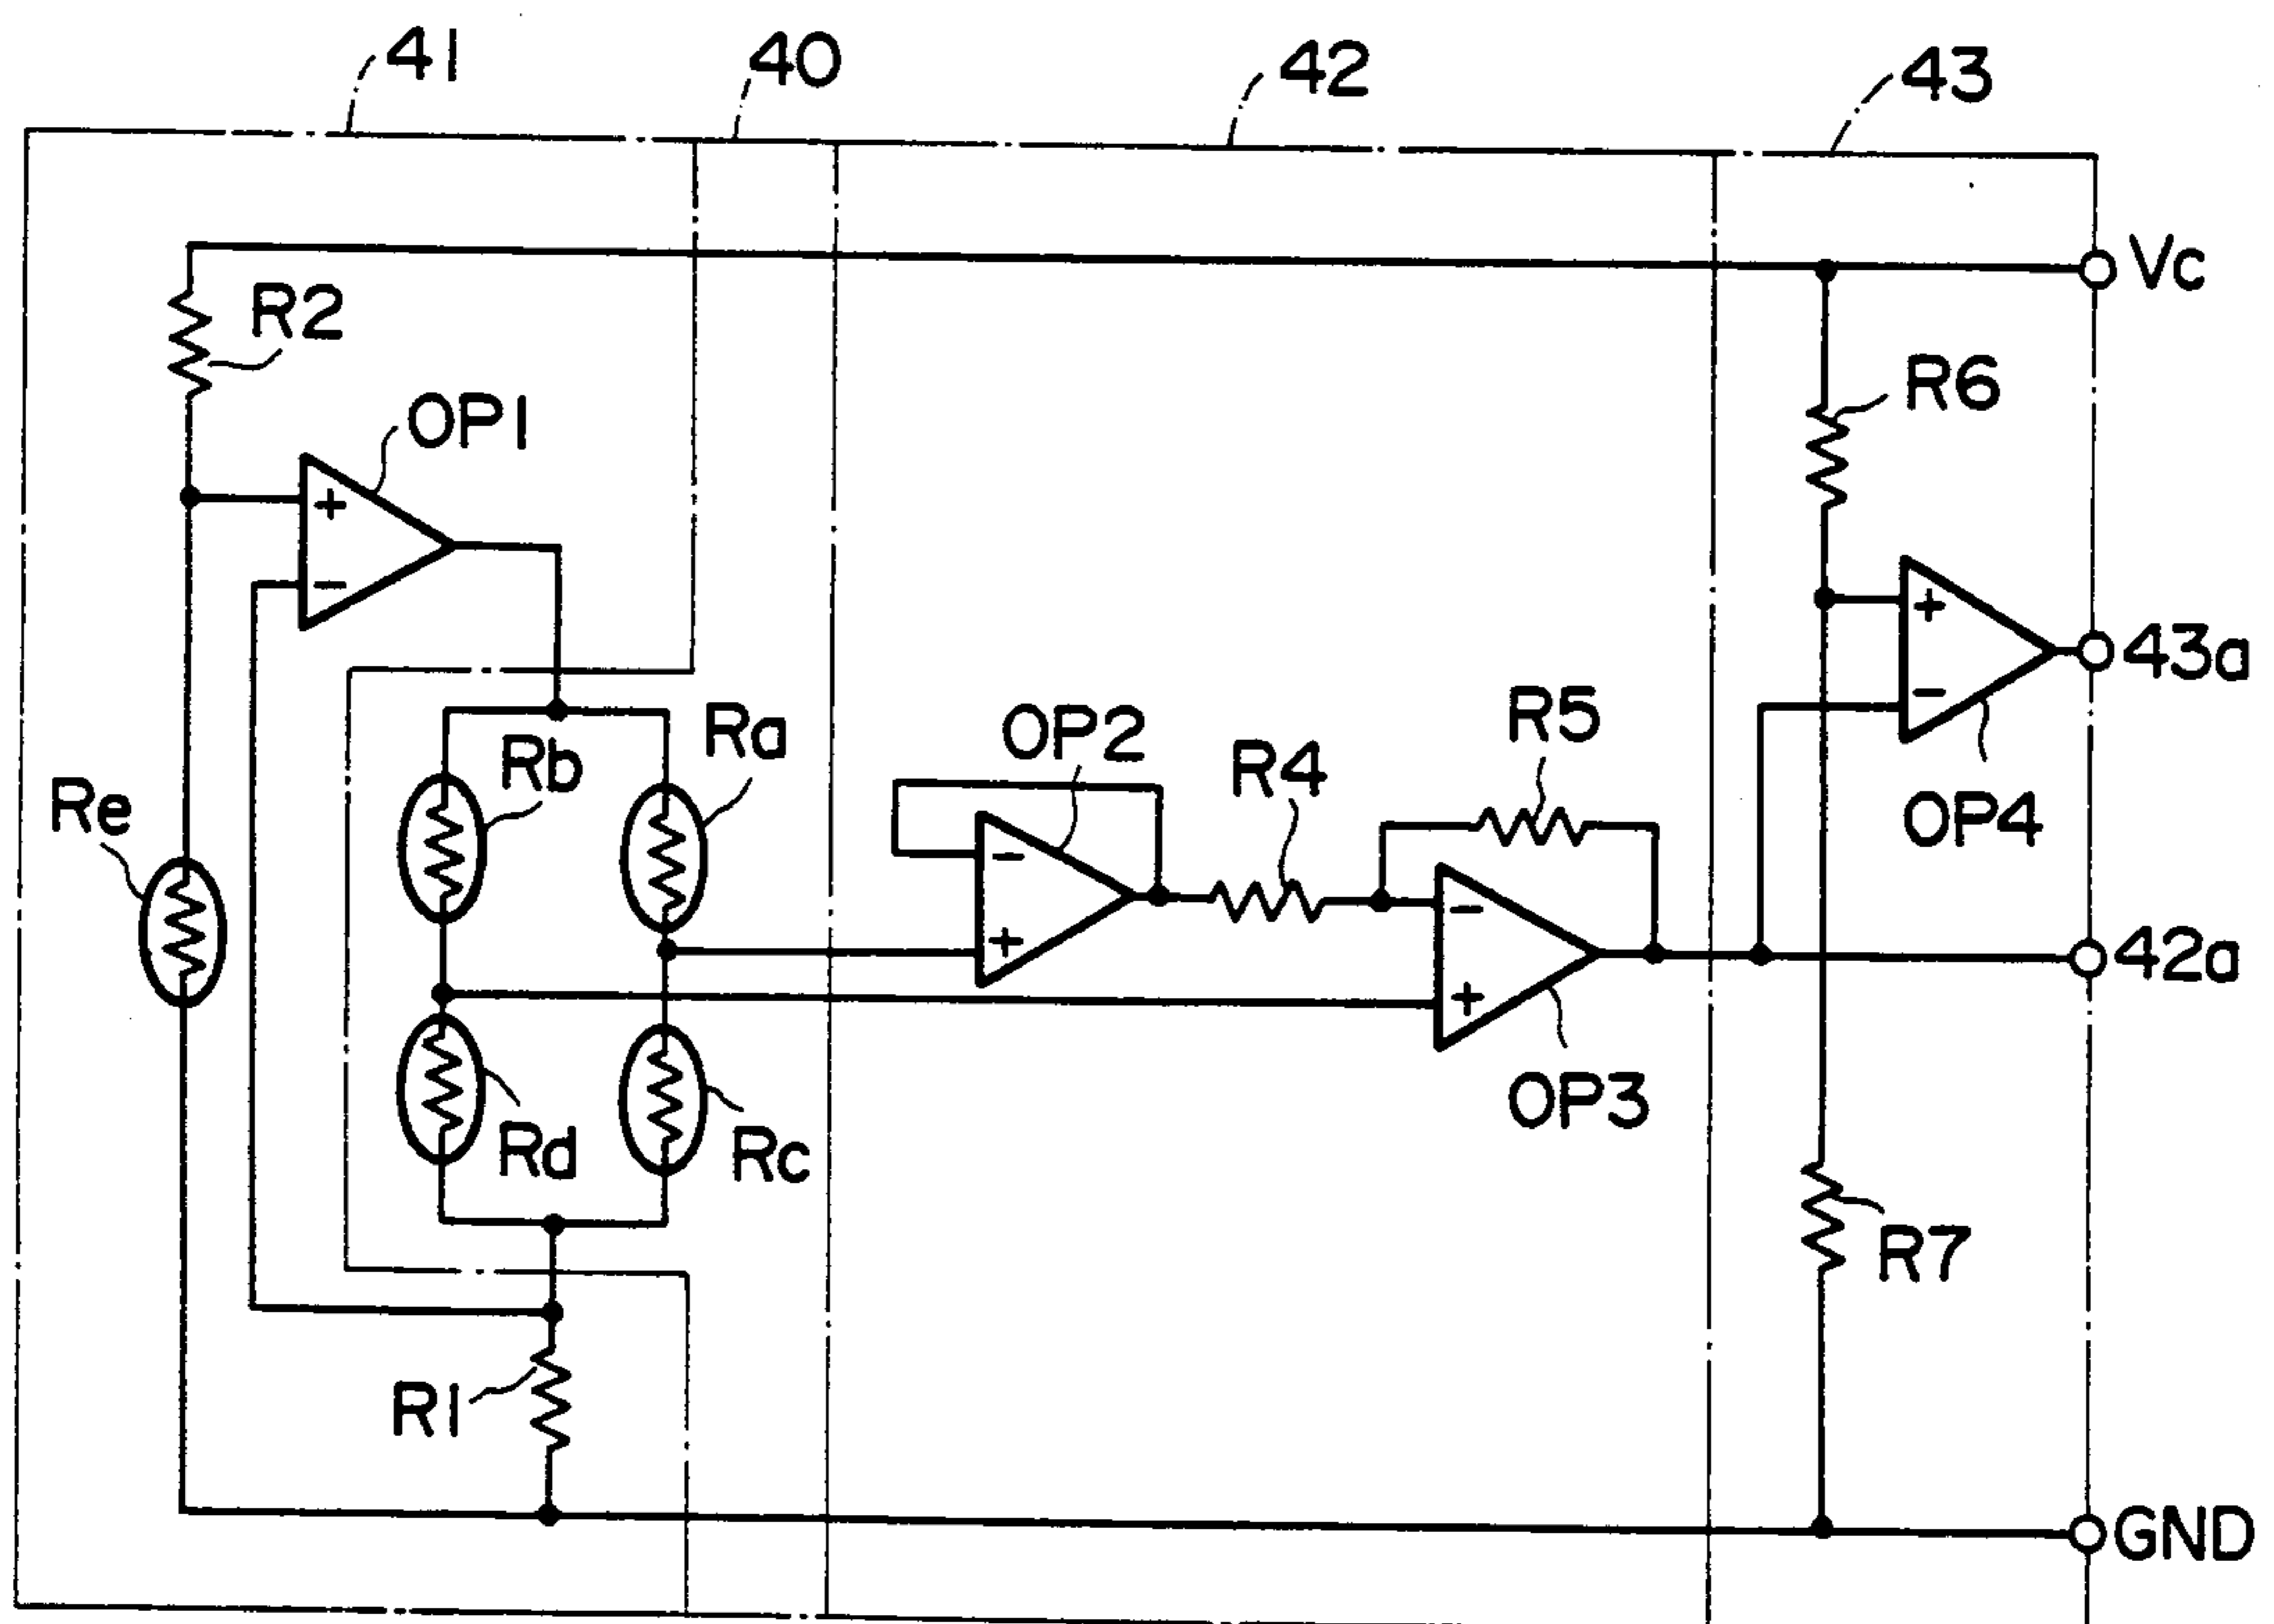 41
40
42
43
Vc
R2
R6
OP1
+
−
+
−
43a
Ra
Rb
OP2
R4
R5
Re
OP4
−
+
−
+
42a
OP3
Rd
Rc
R7
R1
GND